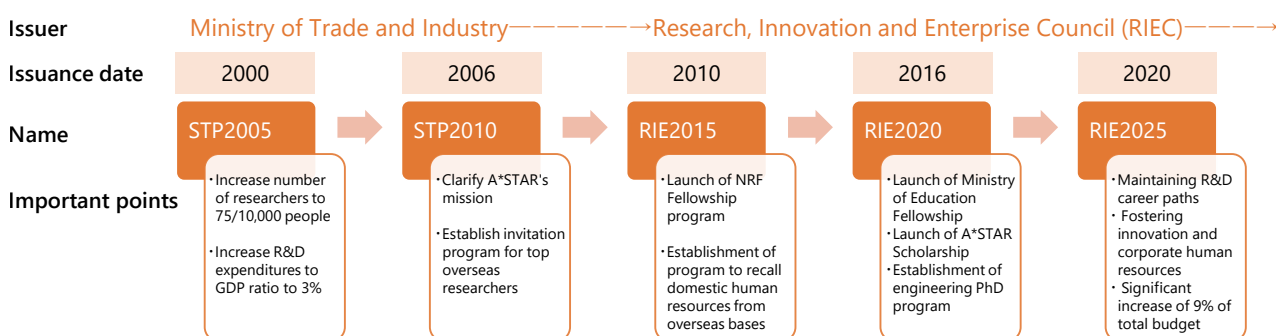 Issuer
Ministry of Trade and Industry
Research, Innovation and Enterprise Council (RIEC)
Issuance date
2000
2006
2010
2016
2020
Name
STP2005
STP2010
RIE2015
RIE2020
RIE2025
Important points
・Increase number
of researchers to
75/10,000 people
・Increase R&D
expenditures to
GDP ratio to 3%
・Clarify A*STAR's
mission
・Establish invitation
program for top
overseas
researchers
・Launch of NRF
Fellowship
program
・Establishment of
program to recall
domestic human
resources from
overseas bases
・Launch of Ministry
of Education
Fellowship
・Launch of A*STAR
Scholarship
・Establishment of
engineering PhD
program
・Maintaining R&D
career paths
・ Fostering
innovation and
corporate human
resources
・ Significant
increase of 9% of
total budget